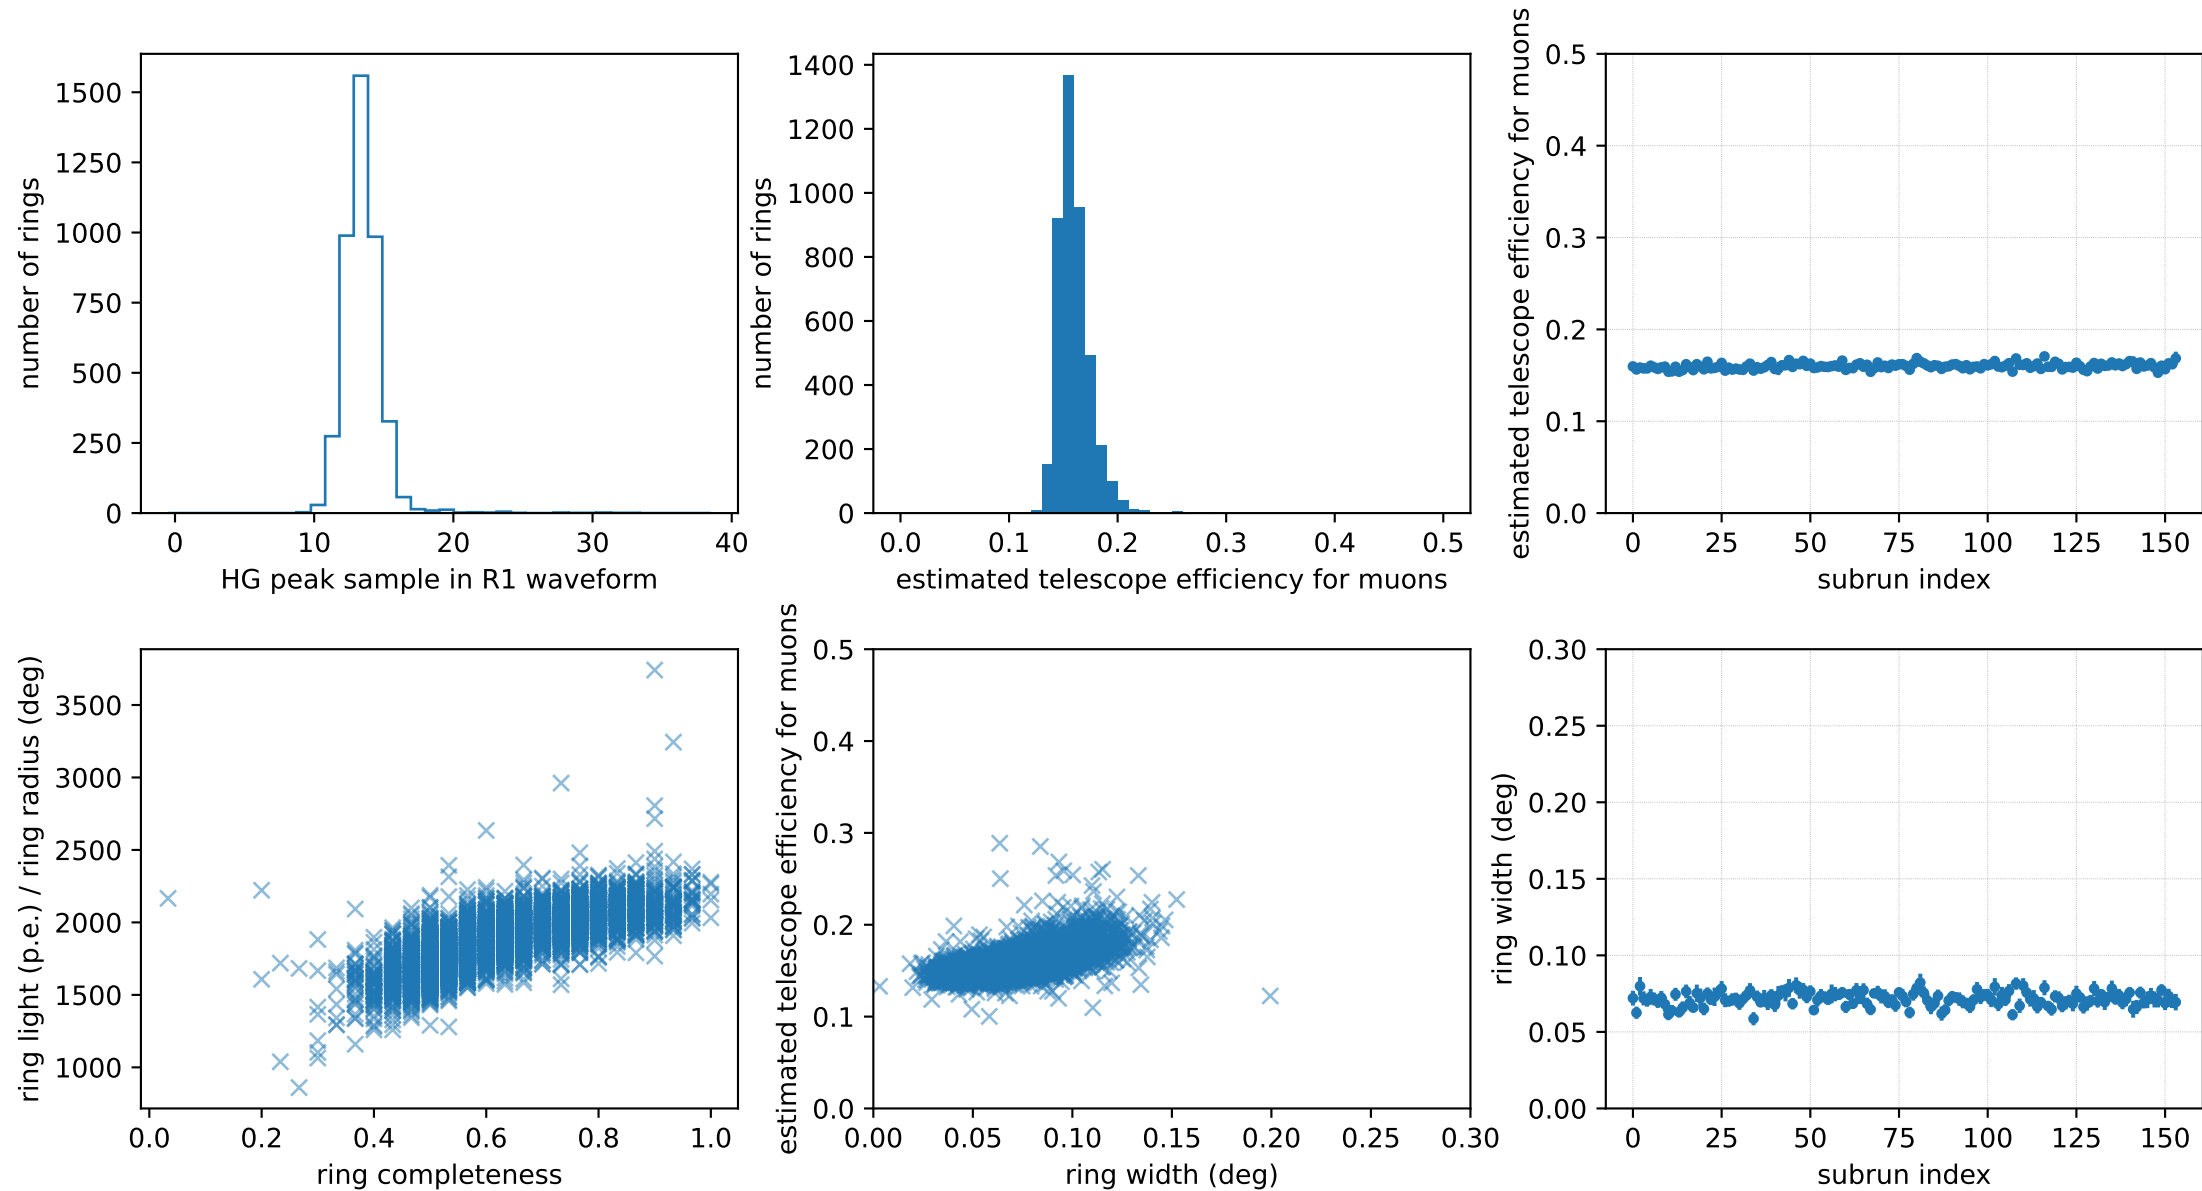 number of rings
1500
1250
1000
750
500
250
0
0 10 20 30 40
HG peak sample in R1 waveform
number of rings
1400
1200
1000
800
600
400
200
0
0.0 0.1 0.2 0.3 0.4 0.5
estimated telescope efficiency for muons
estimated telescope efficiency for muons
0.5
0.4
0.3
0.2
0.1
0.0
0 25 50 75 100 125 150
subrun index
ring light (p.e.) / ring radius (deg)
3500
3000
2500
2000
1500
1000
0.0 0.2 0.4 0.6 0.8 1.0
ring completeness
estimated telescope efficiency for muons
0.5
0.4
0.3
0.2
0.1
0.0
0.00 0.05 0.10 0.15 0.20 0.25 0.30
ring width (deg)
ring width (deg)
0.30
0.25
0.20
0.15
0.10
0.05
0.00
0 25 50 75 100 125 150
subrun index